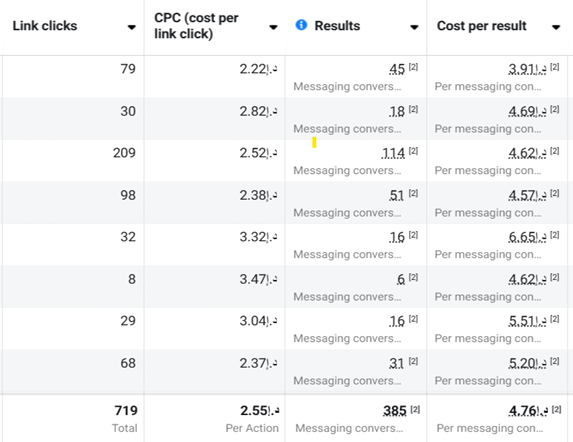 Link clicks CPC (cost per link click) Results Cost per result
79 2.22د.إ 45 [2] 3.91د.إ [2]
Messaging convers... Per messaging con...
30 2.82د.إ 18 [2] 4.69د.إ [2]
Messaging convers... Per messaging con...
209 2.52د.إ 114 [2] 4.62د.إ [2]
Messaging convers... Per messaging con...
98 2.38د.إ 51 [2] 4.57د.إ [2]
Messaging convers... Per messaging con...
32 3.32د.إ 16 [2] 6.65د.إ [2]
Messaging convers... Per messaging con...
8 3.47د.إ 6 [2] 4.62د.إ [2]
Messaging convers... Per messaging con...
29 3.04د.إ 16 [2] 5.51د.إ [2]
Messaging convers... Per messaging con...
68 2.37د.إ 31 [2] 5.20د.إ [2]
Messaging convers... Per messaging con...
719 2.55د.إ 385 [2] 4.76د.إ [2]
Total Per Action Messaging convers... Per messaging con...